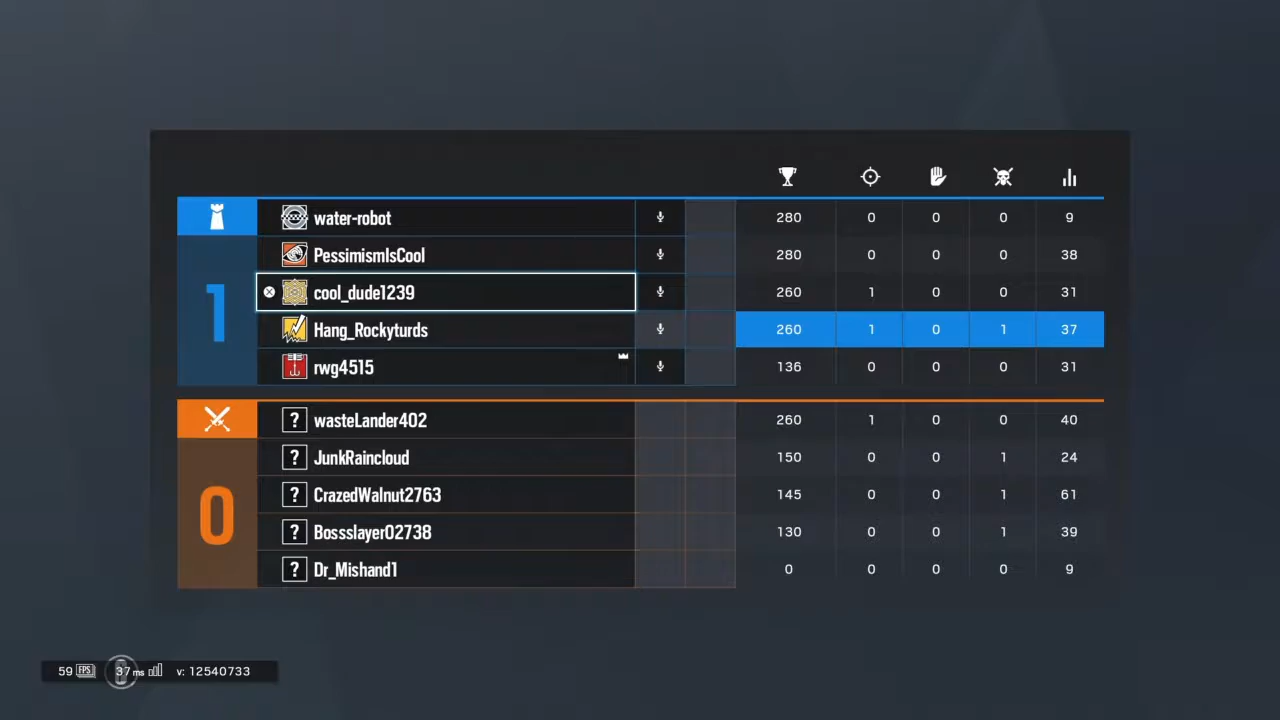 water-robot 280 0 0 0 9
PessimismIsCool 280 0 0 0 38
1
cool_dude1239 260 1 0 0 31
Hang_Rockyturds 260 1 0 1 37
rwg4515 136 0 0 0 31
wasteLander402 260 1 0 0 40
JunkRaincloud 150 0 0 1 24
CrazedWalnut2763 145 0 0 1 61
0
Bossslayer02738 130 0 0 1 39
Dr_Mishand1 0 0 0 0 9
59 FPS 37 ms v: 12540733